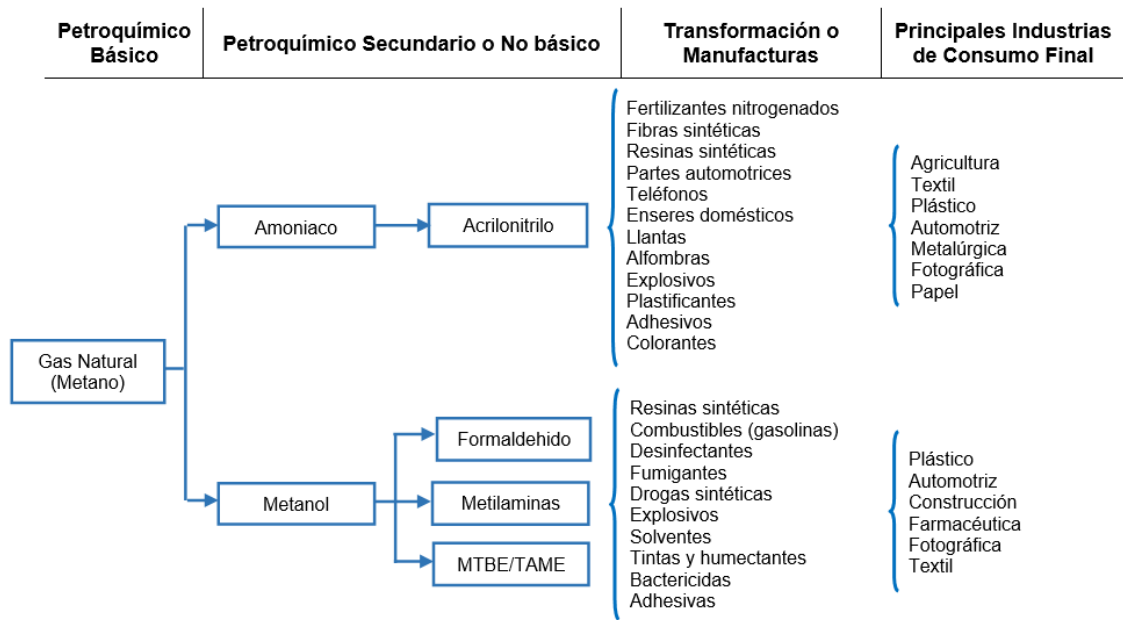 Petroquímico
Básico
Petroquímico Secundario o No básico
Transformación o
Manufacturas
Principales Industrias
de Consumo Final
Gas Natural
(Metano)
Amoniaco
Acrilonitrilo
Fertilizantes nitrogenados
Fibras sintéticas
Resinas sintéticas
Partes automotrices
Teléfonos
Enseres domésticos
Llantas
Alfombras
Explosivos
Plastificantes
Adhesivos
Colorantes
Agricultura
Textil
Plástico
Automotriz
Metalúrgica
Fotográfica
Papel
Metanol
Formaldehido
Metilaminas
MTBE/TAME
Resinas sintéticas
Combustibles (gasolinas)
Desinfectantes
Fumigantes
Drogas sintéticas
Explosivos
Solventes
Tintas y humectantes
Bactericidas
Adhesivas
Plástico
Automotriz
Construcción
Farmacéutica
Fotográfica
Textil